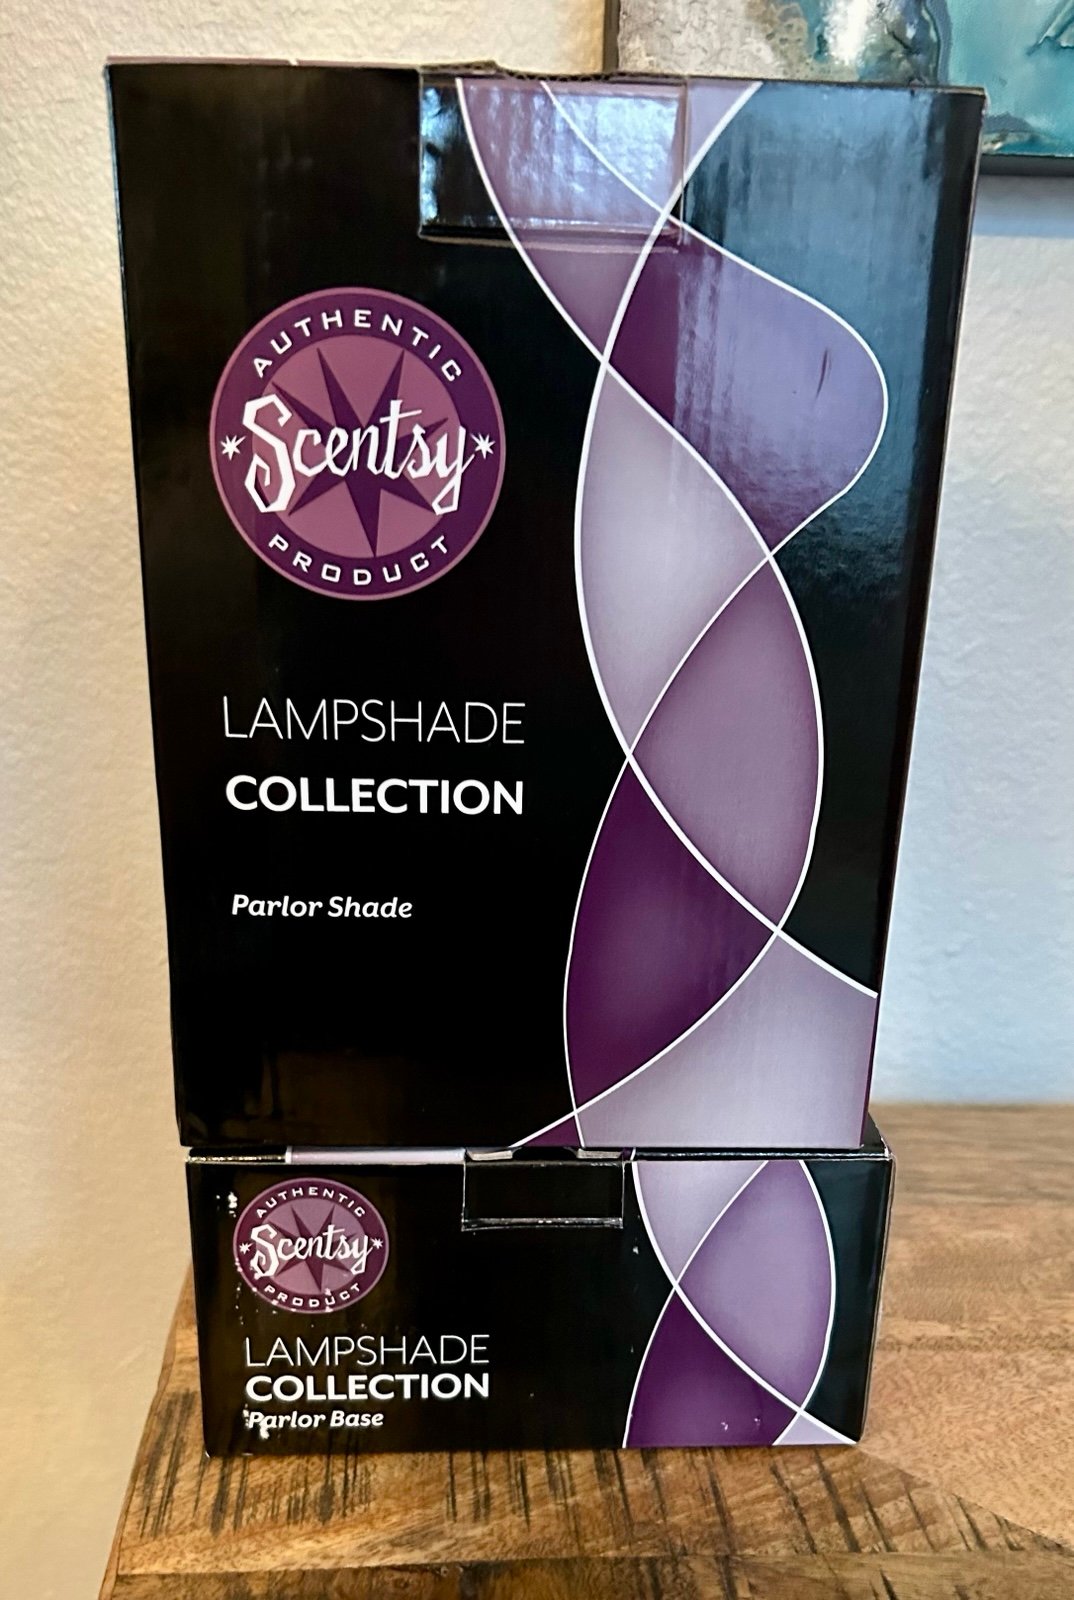 AUTHENTIC
Scentsy
PRODUCT
LAMPSHADE
COLLECTION
Parlor Shade
AUTHENTIC
Scentsy
PRODUCT
LAMPSHADE
COLLECTION
Parlor Base